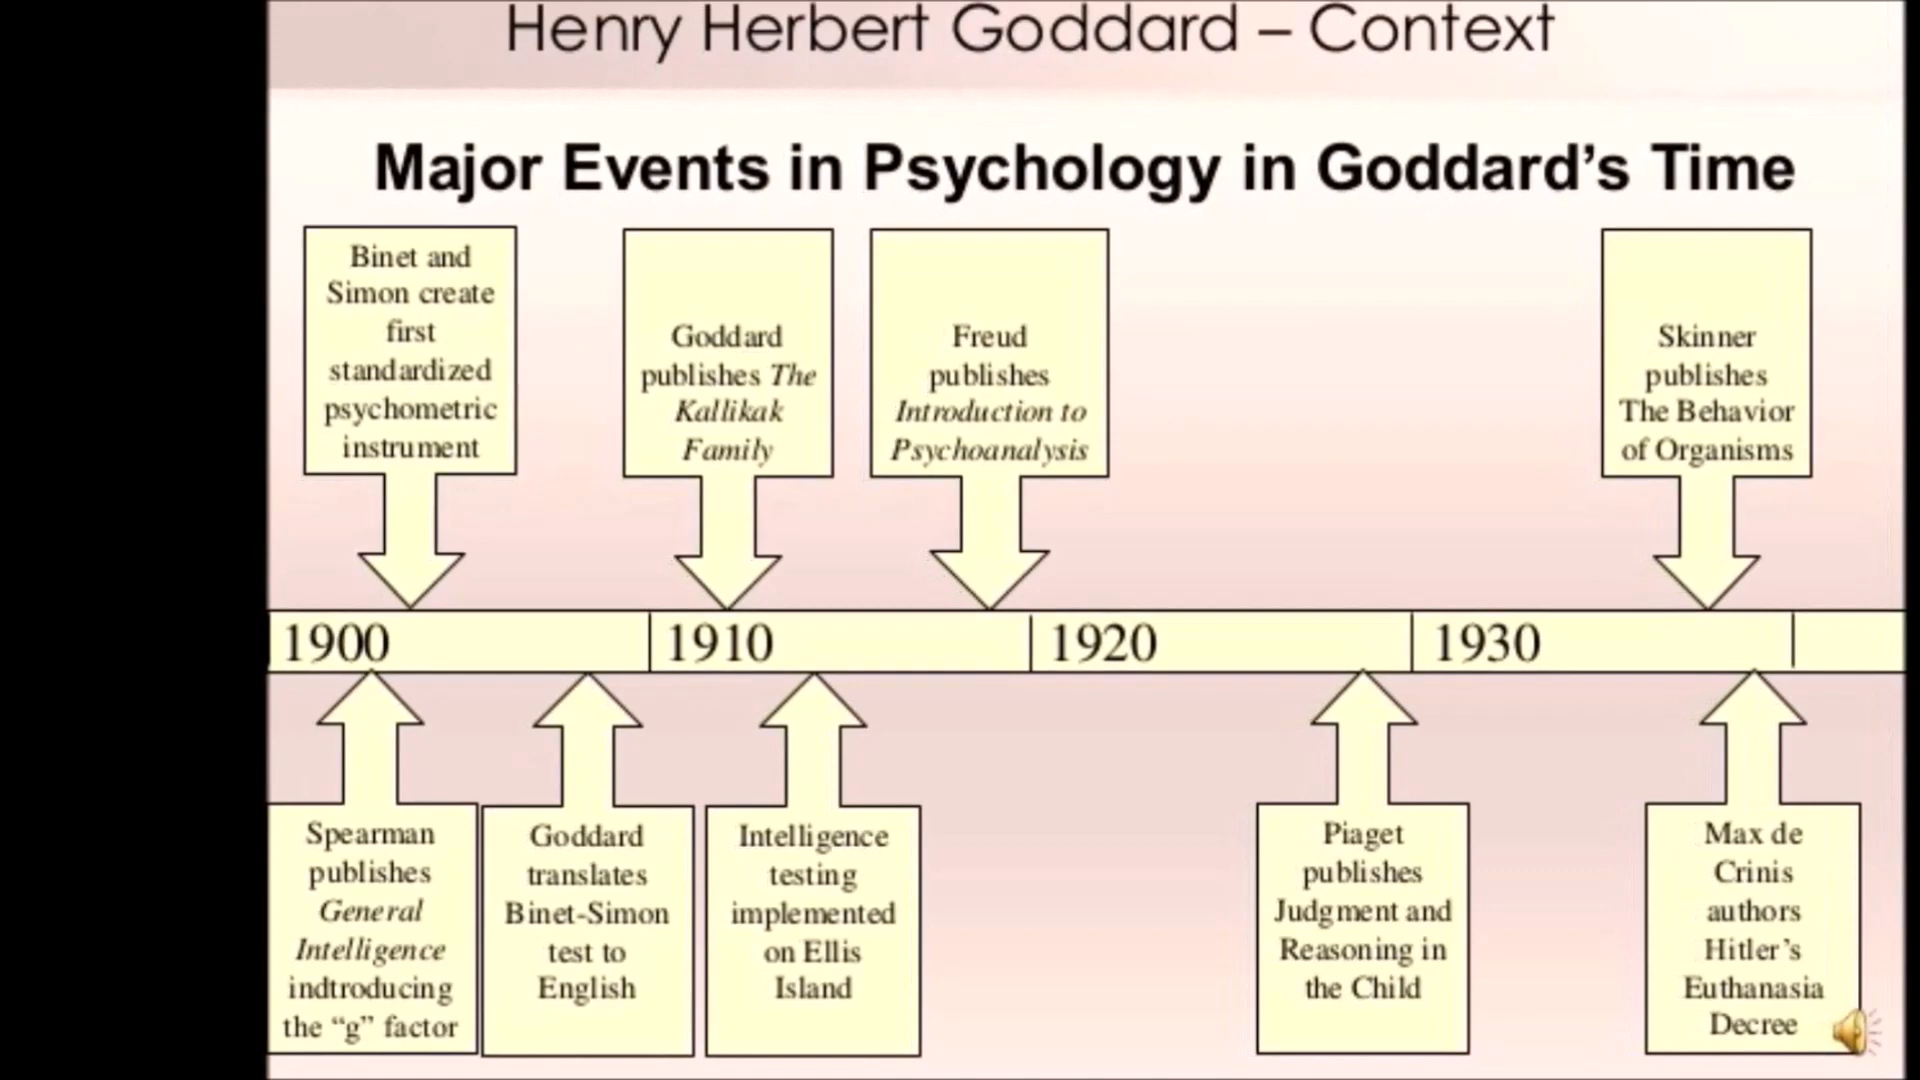 Henry Herbert Goddard – Context
Major Events in Psychology in Goddard's Time
Binet and
Simon create
first
standardized
psychometric
instrument
Goddard
publishes The
Kallikak
Family
Freud
publishes
Introduction to
Psychoanalysis
Skinner
publishes
The Behavior
of Organisms
1900
1910
1920
1930
Spearman
publishes
General
Intelligence
indtroducing
the “g” factor
Goddard
translates
Binet-Simon
test to
English
Intelligence
testing
implemented
on Ellis
Island
Piaget
publishes
Judgment and
Reasoning in
the Child
Max de
Crinis
authors
Hitler’s
Euthanasia
Decree